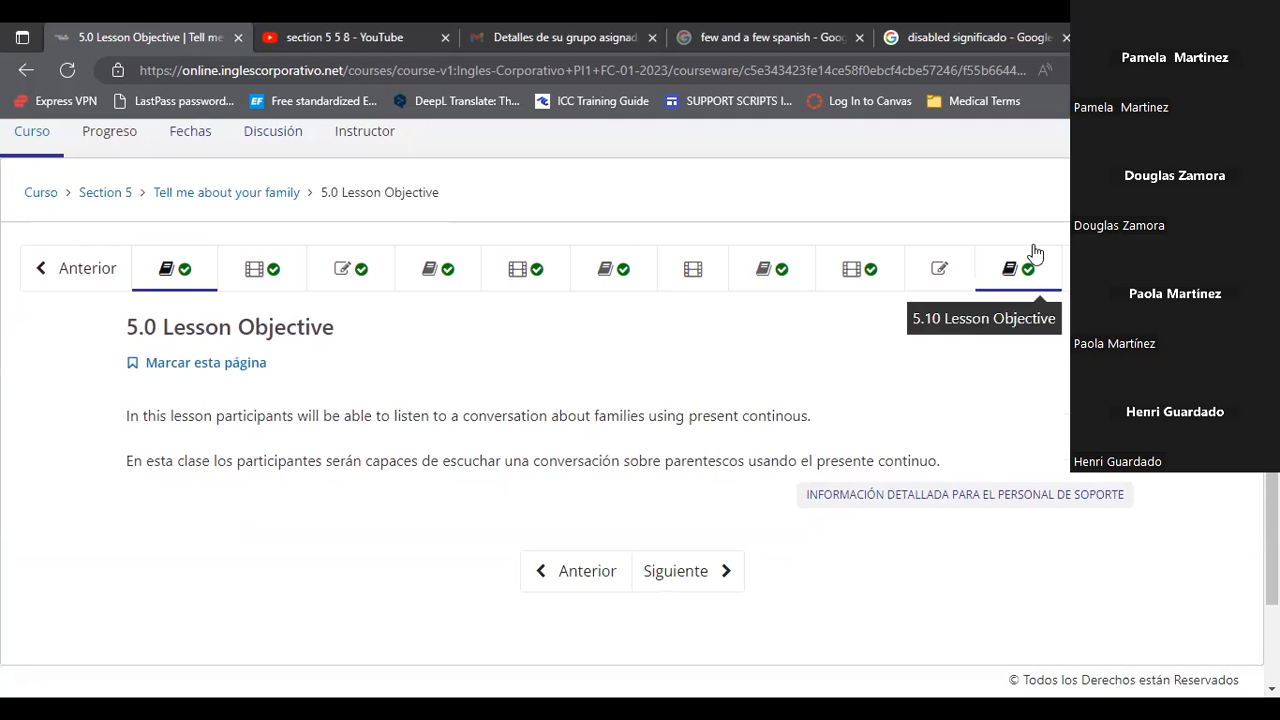 5.0 Lesson Objective | Tell me
section 5 5 8 - YouTube
Detalles de su grupo asignad
few and a few spanish - Goog
disabled significado - Google
https://online.inglescorporativo.net/courses/course-v1:Ingles-Corporativo+PI1+FC-01-2023/courseware/c5e343423fe14ce58f0ebcf4cbe57246/f55b6644...
Express VPN
LastPass password...
Free standardized E...
DeepL Translate: Th...
ICC Training Guide
SUPPORT SCRIPTS I...
Log In to Canvas
Medical Terms
Curso
Progreso
Fechas
Discusión
Instructor
Curso > Section 5 > Tell me about your family > 5.0 Lesson Objective
Anterior
5.10 Lesson Objective
5.0 Lesson Objective
Marcar esta página
In this lesson participants will be able to listen to a conversation about families using present continous.
En esta clase los participantes serán capaces de escuchar una conversación sobre parentescos usando el presente continuo.
INFORMACIÓN DETALLADA PARA EL PERSONAL DE SOPORTE
Anterior
Siguiente
© Todos los Derechos están Reservados
Pamela Martinez
Pamela Martinez
Douglas Zamora
Douglas Zamora
Paola Martínez
Paola Martínez
Henri Guardado
Henri Guardado